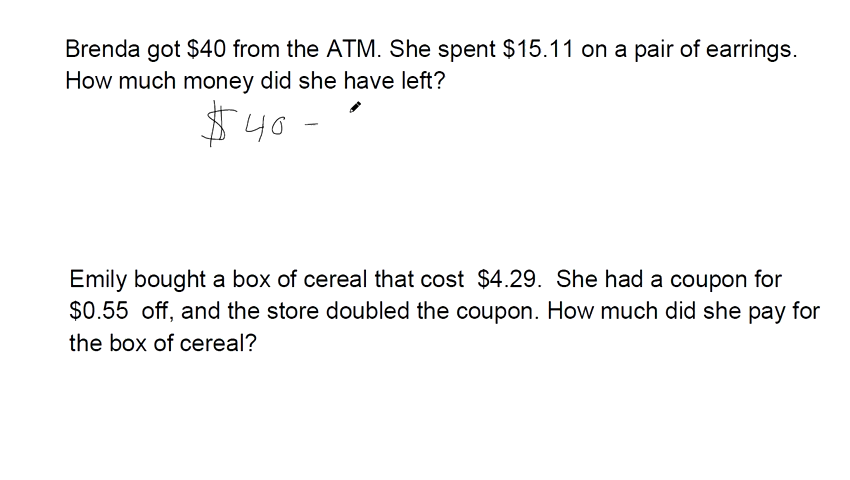 Brenda got $40 from the ATM. She spent $15.11 on a pair of earrings.
How much money did she have left?
$40 -
Emily bought a box of cereal that cost $4.29. She had a coupon for
$0.55 off, and the store doubled the coupon. How much did she pay for
the box of cereal?